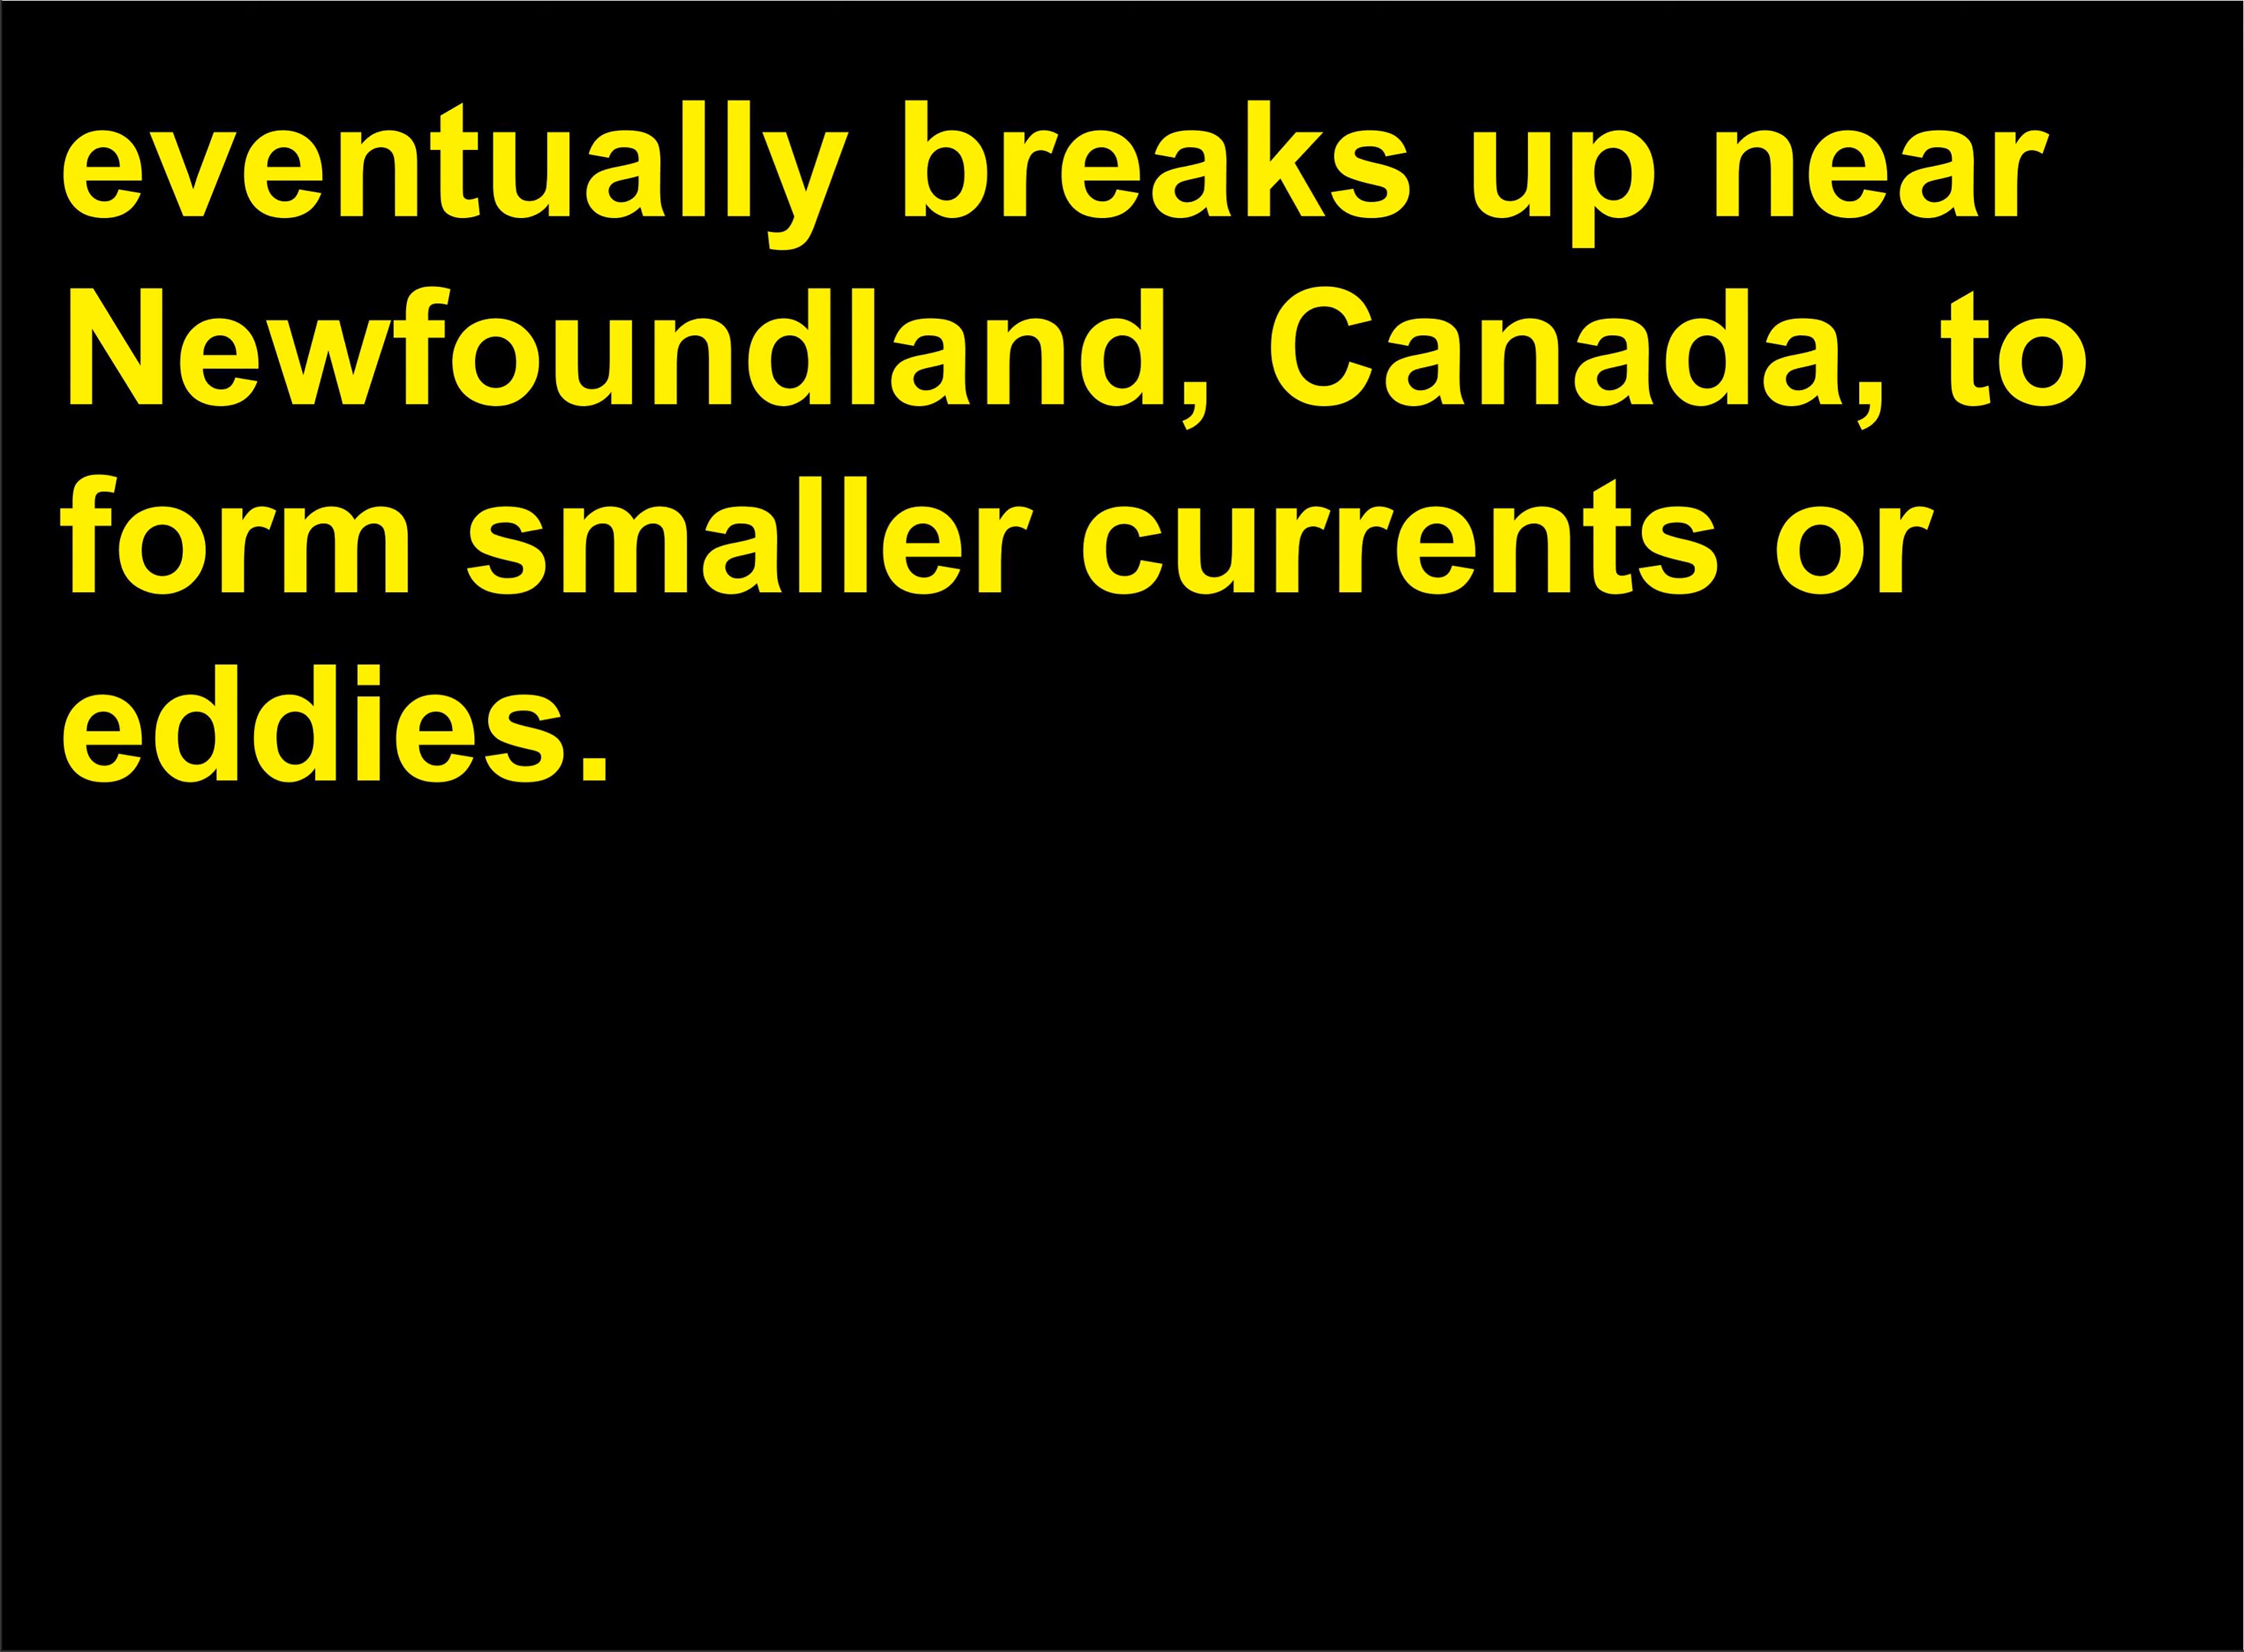 eventually breaks up near
Newfoundland, Canada, to
form smaller currents or
eddies.